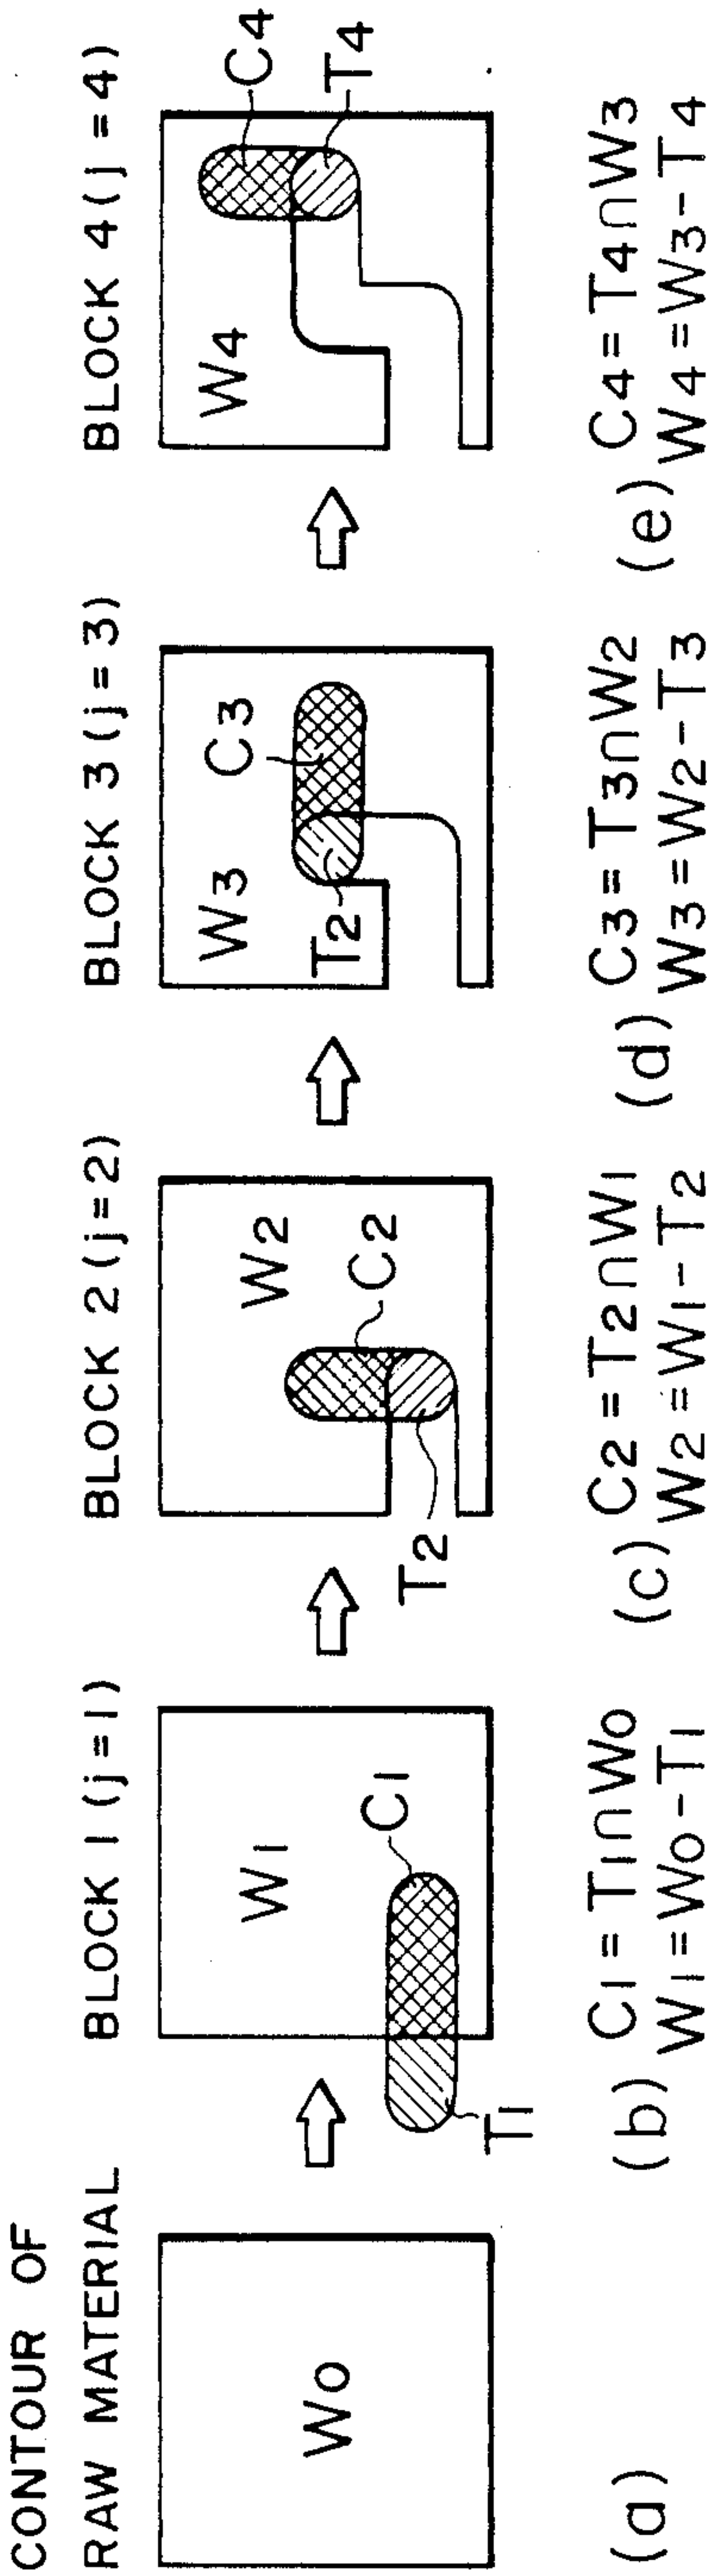 CONTOUR OF
RAW MATERIAL
W0
(a)
BLOCK 1 (j=1)
W1
C1
T1
(b) C1 = T1∩W0
W1 = W0-T1
BLOCK 2 (j=2)
W2
C2
T2
(c) C2 = T2∩W1
W2 = W1-T2
BLOCK 3 (j=3)
W3
C3
T2
(d) C3 = T3∩W2
W3 = W2-T3
BLOCK 4 (j=4)
W4
C4
T4
(e) C4 = T4∩W3
W4 = W3-T4